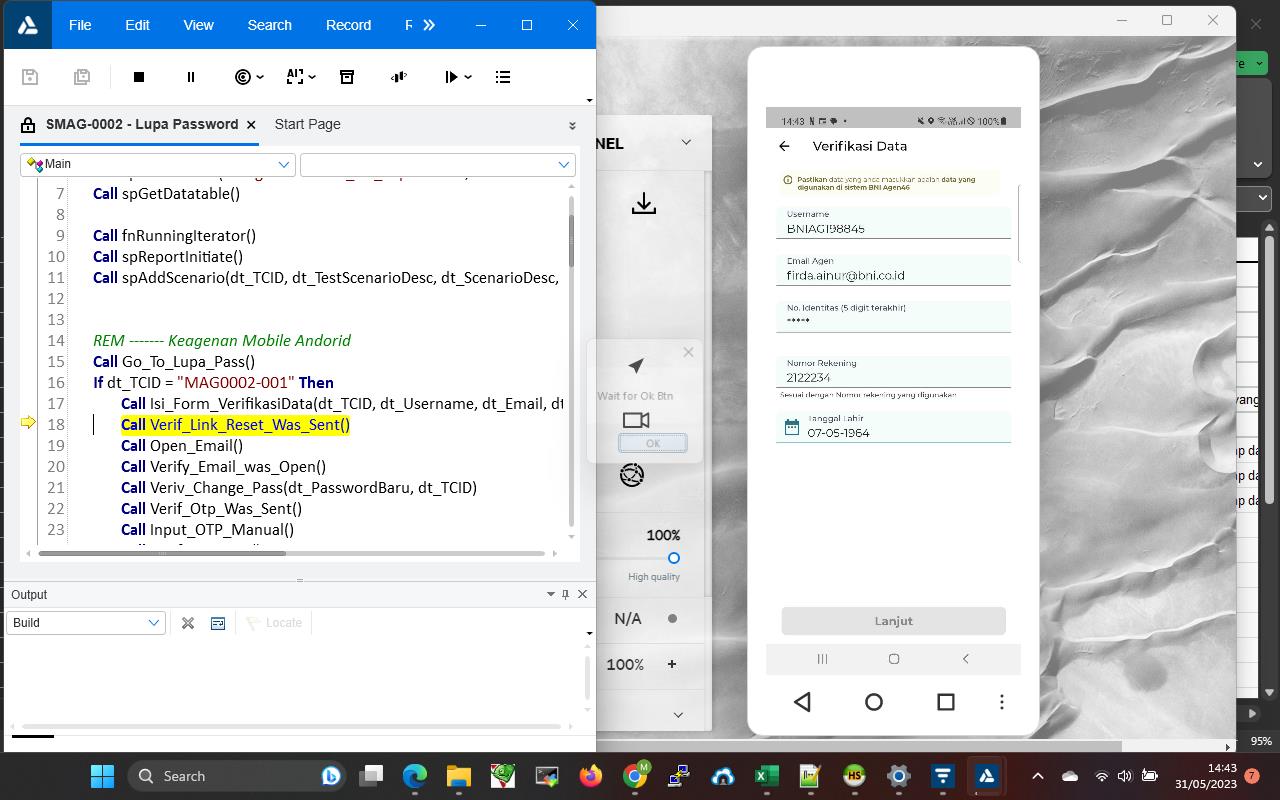 File Edit View Search Record
SMAG-0002 - Lupa Password Start Page
Main
7 Call spGetDatatable()
8
9 Call fnRunningIterator()
10 Call spReportInitiate()
11 Call spAddScenario(dt_TCID, dt_TestScenarioDesc, dt_ScenarioDesc,
12
13
14 REM ------- Keagenan Mobile Andorid
15 Call Go_To_Lupa_Pass()
16 If dt_TCID = "MAG0002-001" Then
17 Call Isi_Form_VerifikasiData(dt_TCID, dt_Username, dt_Email, dt
18 Call Verif_Link_Reset_Was_Sent()
19 Call Open_Email()
20 Call Verify_Email_was_Open()
21 Call Veriv_Change_Pass(dt_PasswordBaru, dt_TCID)
22 Call Verif_Otp_Was_Sent()
23 Call Input_OTP_Manual()
Output
Build Locate
NEL
Wait for Ok Btn
OK
100%
High quality
N/A
100% +
14:43 100%
Verifikasi Data
Pastikan data yang anda masukkan adalah data yang
digunakan di sistem BNI Agen46
Username
BNIAG198845
Email Agen
firda.ainur@bni.co.id
No. Identitas (5 digit terakhir)
*****
Nomor Rekening
2122234
Sesuai dengan Nomor rekening yang digunakan
Tanggal Lahir
07-05-1964
Lanjut
95%
Search
14:43
31/05/2023
7